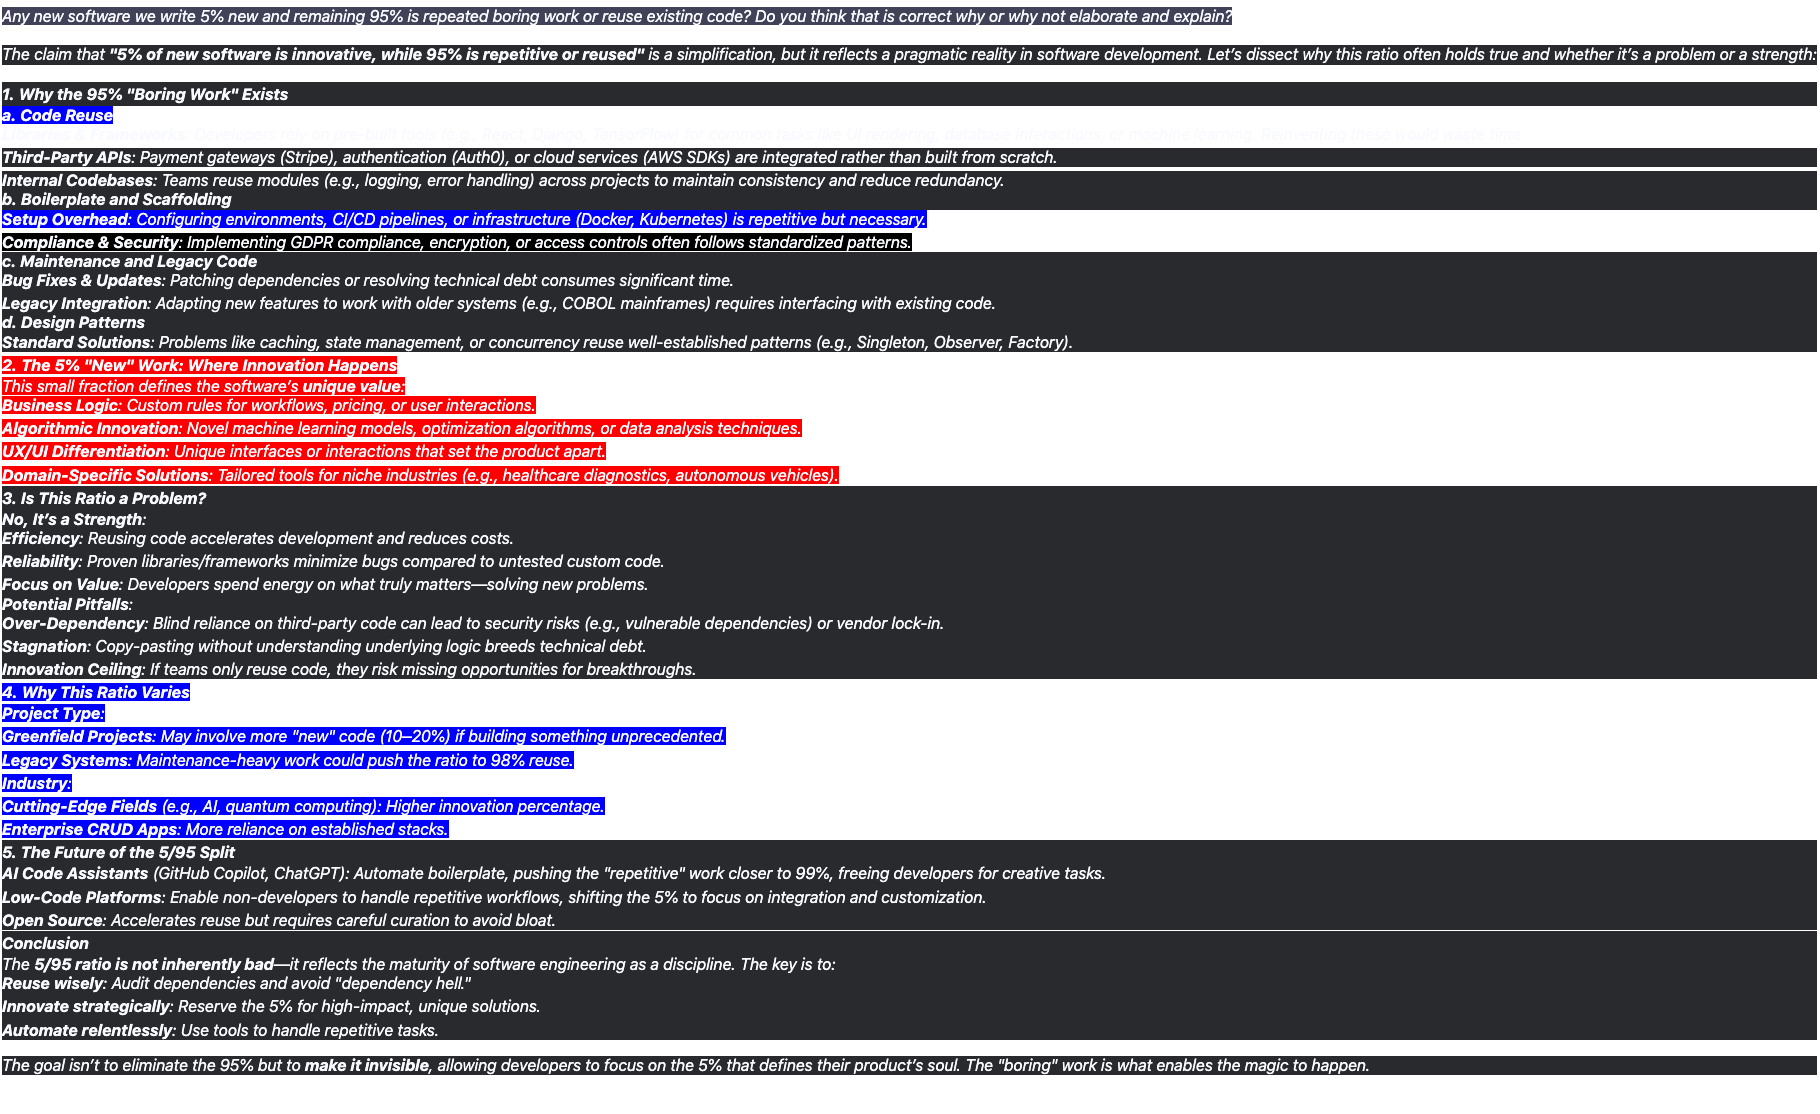 Any new software we write 5% new and remaining 95% is repeated boring work or reuse existing code? Do you think that is correct why or why not elaborate and explain?
The claim that "5% of new software is innovative, while 95% is repetitive or reused" is a simplification, but it reflects a pragmatic reality in software development. Let’s dissect why this ratio often holds true and whether it’s a problem or a strength:
1. Why the 95% "Boring Work" Exists
a. Code Reuse
Libraries & Frameworks: Developers rely on pre-built tools (e.g., React, Django, TensorFlow) for common tasks like UI rendering, database interactions, or machine learning. Reinventing these would waste time.
Third-Party APIs: Payment gateways (Stripe), authentication (Auth0), or cloud services (AWS SDKs) are integrated rather than built from scratch.
Internal Codebases: Teams reuse modules (e.g., logging, error handling) across projects to maintain consistency and reduce redundancy.
b. Boilerplate and Scaffolding
Setup Overhead: Configuring environments, CI/CD pipelines, or infrastructure (Docker, Kubernetes) is repetitive but necessary.
Compliance & Security: Implementing GDPR compliance, encryption, or access controls often follows standardized patterns.
c. Maintenance and Legacy Code
Bug Fixes & Updates: Patching dependencies or resolving technical debt consumes significant time.
Legacy Integration: Adapting new features to work with older systems (e.g., COBOL mainframes) requires interfacing with existing code.
d. Design Patterns
Standard Solutions: Problems like caching, state management, or concurrency reuse well-established patterns (e.g., Singleton, Observer, Factory).
2. The 5% "New" Work: Where Innovation Happens
This small fraction defines the software’s unique value:
Business Logic: Custom rules for workflows, pricing, or user interactions.
Algorithmic Innovation: Novel machine learning models, optimization algorithms, or data analysis techniques.
UX/UI Differentiation: Unique interfaces or interactions that set the product apart.
Domain-Specific Solutions: Tailored tools for niche industries (e.g., healthcare diagnostics, autonomous vehicles).
3. Is This Ratio a Problem?
No, It’s a Strength:
Efficiency: Reusing code accelerates development and reduces costs.
Reliability: Proven libraries/frameworks minimize bugs compared to untested custom code.
Focus on Value: Developers spend energy on what truly matters—solving new problems.
Potential Pitfalls:
Over-Dependency: Blind reliance on third-party code can lead to security risks (e.g., vulnerable dependencies) or vendor lock-in.
Stagnation: Copy-pasting without understanding underlying logic breeds technical debt.
Innovation Ceiling: If teams only reuse code, they risk missing opportunities for breakthroughs.
4. Why This Ratio Varies
Project Type:
Greenfield Projects: May involve more "new" code (10–20%) if building something unprecedented.
Legacy Systems: Maintenance-heavy work could push the ratio to 98% reuse.
Industry:
Cutting-Edge Fields (e.g., AI, quantum computing): Higher innovation percentage.
Enterprise CRUD Apps: More reliance on established stacks.
5. The Future of the 5/95 Split
AI Code Assistants (GitHub Copilot, ChatGPT): Automate boilerplate, pushing the "repetitive" work closer to 99%, freeing developers for creative tasks.
Low-Code Platforms: Enable non-developers to handle repetitive workflows, shifting the 5% to focus on integration and customization.
Open Source: Accelerates reuse but requires careful curation to avoid bloat.
Conclusion
The 5/95 ratio is not inherently bad—it reflects the maturity of software engineering as a discipline. The key is to:
Reuse wisely: Audit dependencies and avoid "dependency hell."
Innovate strategically: Reserve the 5% for high-impact, unique solutions.
Automate relentlessly: Use tools to handle repetitive tasks.
The goal isn’t to eliminate the 95% but to make it invisible, allowing developers to focus on the 5% that defines their product’s soul. The "boring" work is what enables the magic to happen.